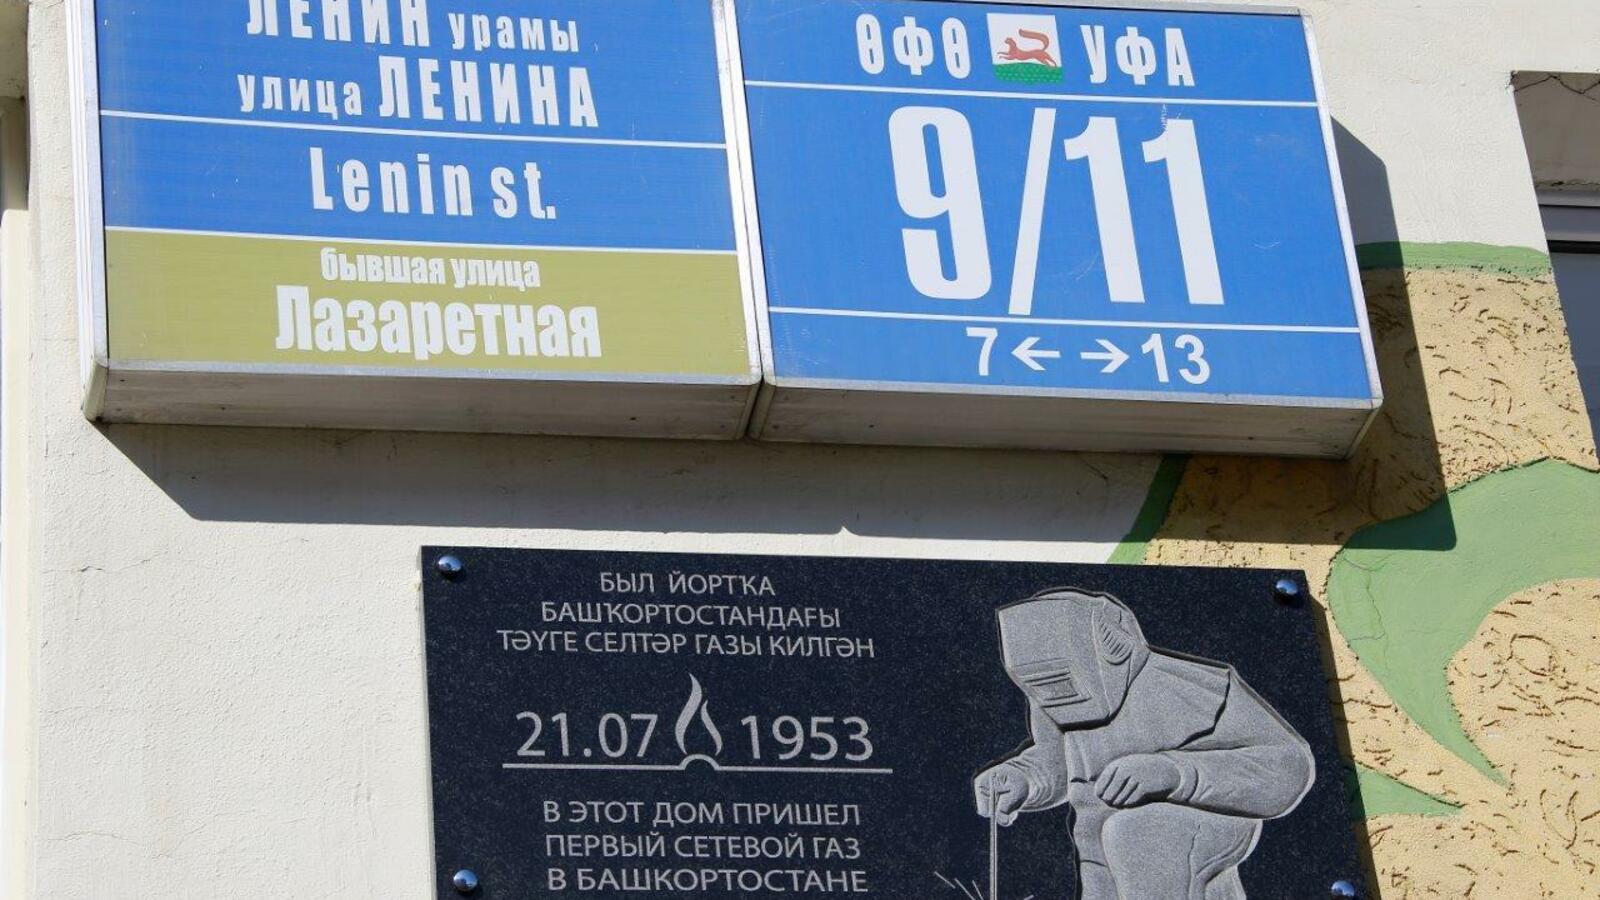 ЛЕНИН урамы
улица ЛЕНИНА
Lenin st.
бывшая улица
Лазаретная
ӨФӨ УФА
9/11
7←→13
БЫЛ ЙОРТҠА
БАШҠОРТОСТАНДАҒЫ
ТӘҮГЕ СЕЛТӘР ГАЗЫ КИЛГӘН
21.07 1953
В ЭТОТ ДОМ ПРИШЕЛ
ПЕРВЫЙ СЕТЕВОЙ ГАЗ
В БАШКОРТОСТАНЕ